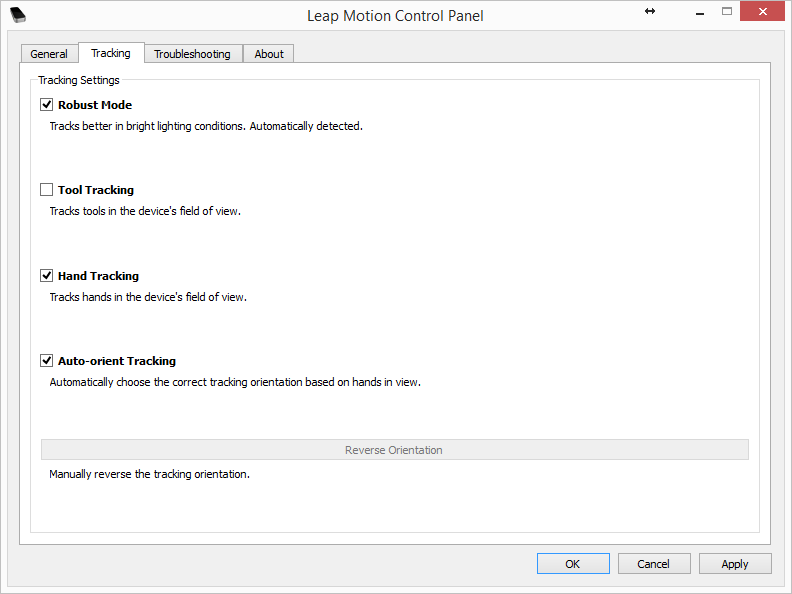 Leap Motion Control Panel
General Tracking Troubleshooting About
Tracking Settings
Robust Mode
Tracks better in bright lighting conditions. Automatically detected.
Tool Tracking
Tracks tools in the device's field of view.
Hand Tracking
Tracks hands in the device's field of view.
Auto-orient Tracking
Automatically choose the correct tracking orientation based on hands in view.
Reverse Orientation
Manually reverse the tracking orientation.
OK Cancel Apply